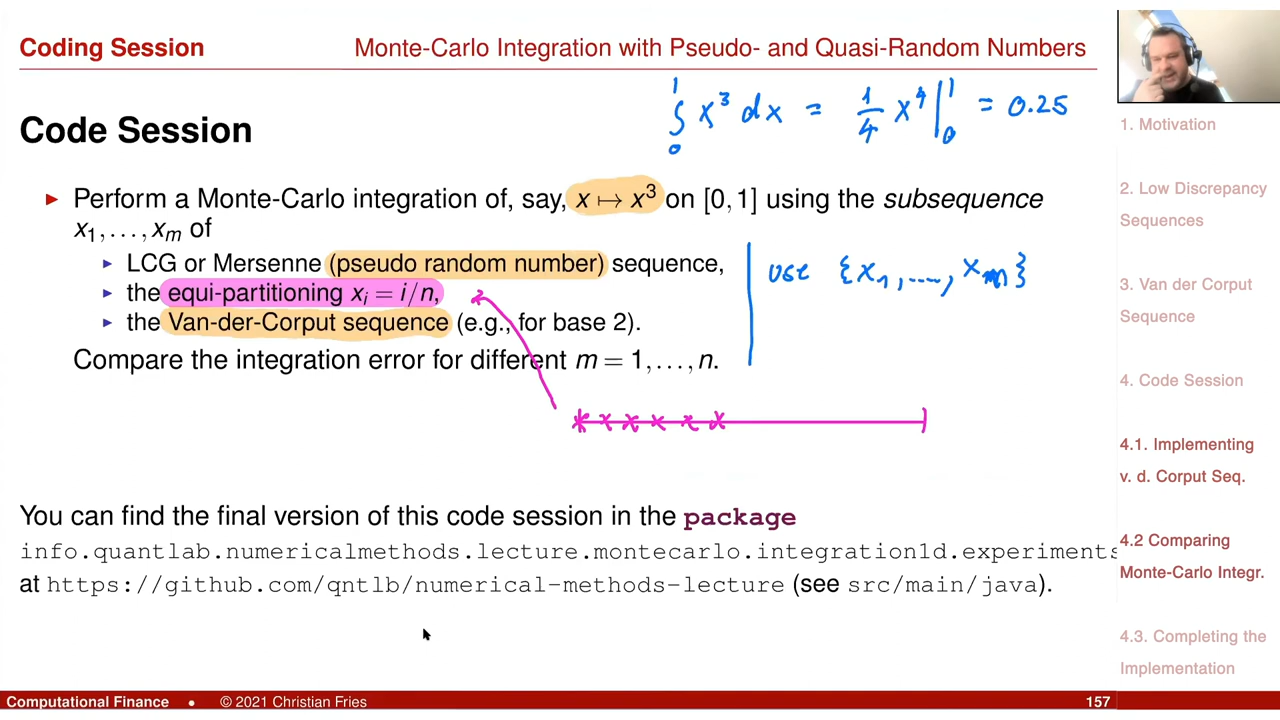 Coding Session
Monte-Carlo Integration with Pseudo- and Quasi-Random Numbers
∫₀¹ x³ dx = 1/4 x⁴ |₀¹ = 0.25
Code Session
► Perform a Monte-Carlo integration of, say, x ↦ x³ on [0, 1] using the subsequence
x₁, . . . , xₘ of
► LCG or Mersenne (pseudo random number) sequence,
► the equi-partitioning xᵢ = i/n,
► the Van-der-Corput sequence (e.g., for base 2).
use {x₁, ...., xₘ}
Compare the integration error for different m = 1, . . . , n.
You can find the final version of this code session in the package
info.quantlab.numericalmethods.lecture.montecarlo.integration1d.experiments
at https://github.com/qntlb/numerical-methods-lecture (see src/main/java).
1. Motivation
2. Low Discrepancy
Sequences
3. Van der Corput
Sequence
4. Code Session
4.1. Implementing
v. d. Corput Seq.
4.2 Comparing
Monte-Carlo Integr.
4.3. Completing the
Implementation
Computational Finance • © 2021 Christian Fries 157